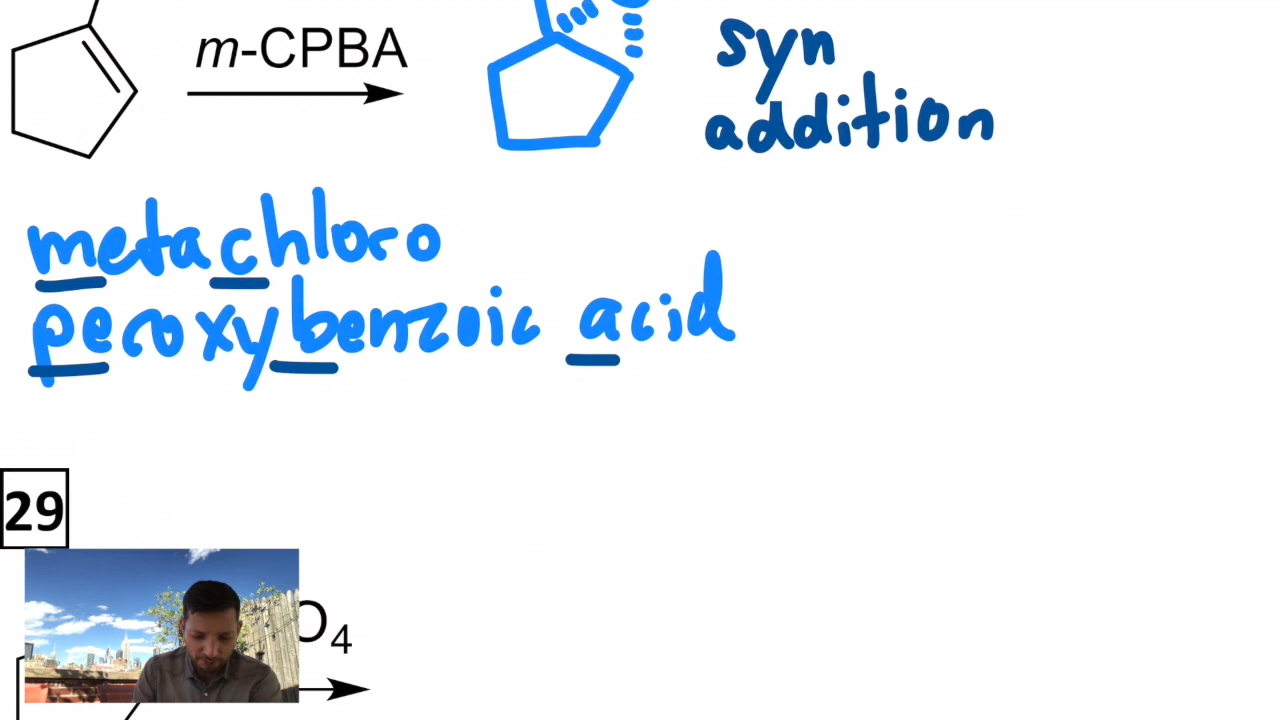 m-CPBA
syn
addition
metachloro
peroxybenzoic acid
29
O4